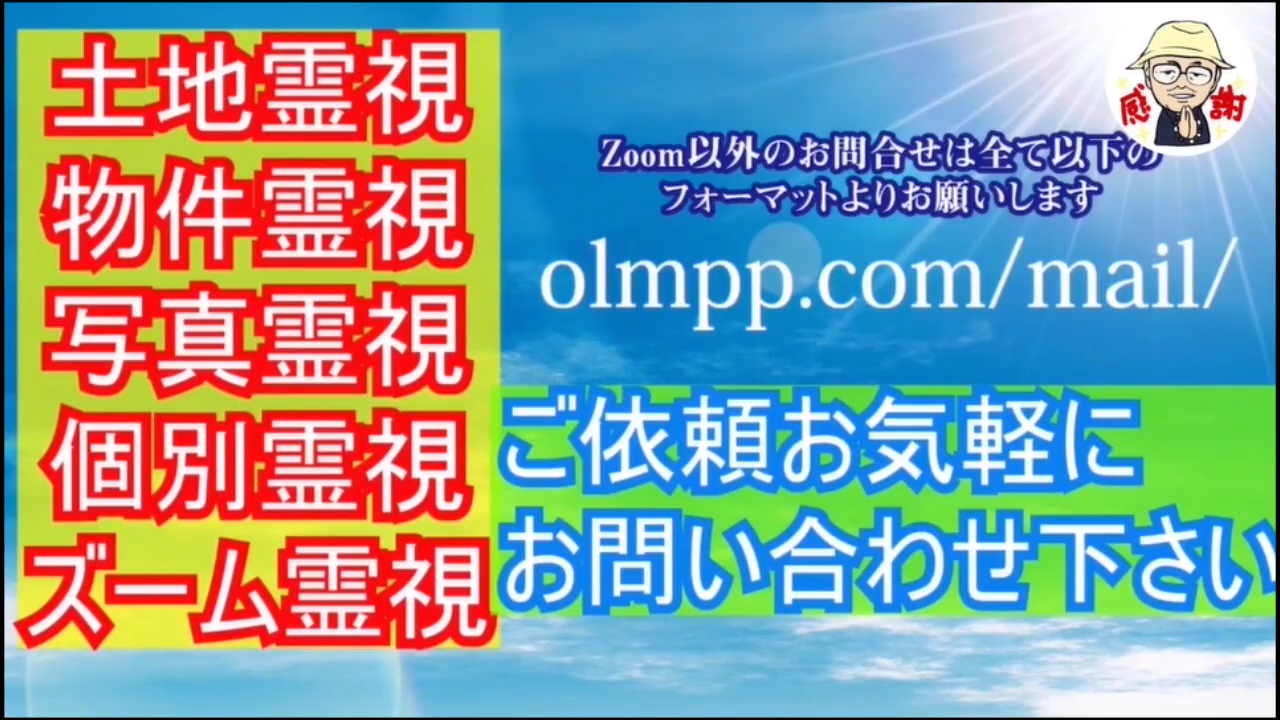 土地霊視
物件霊視
写真霊視
個別霊視
ズーム霊視
感謝
Zoom以外のお問合せは全て以下の
フォーマットよりお願いします
olmpp.com/mail/
ご依頼お気軽に
お問い合わせ下さい